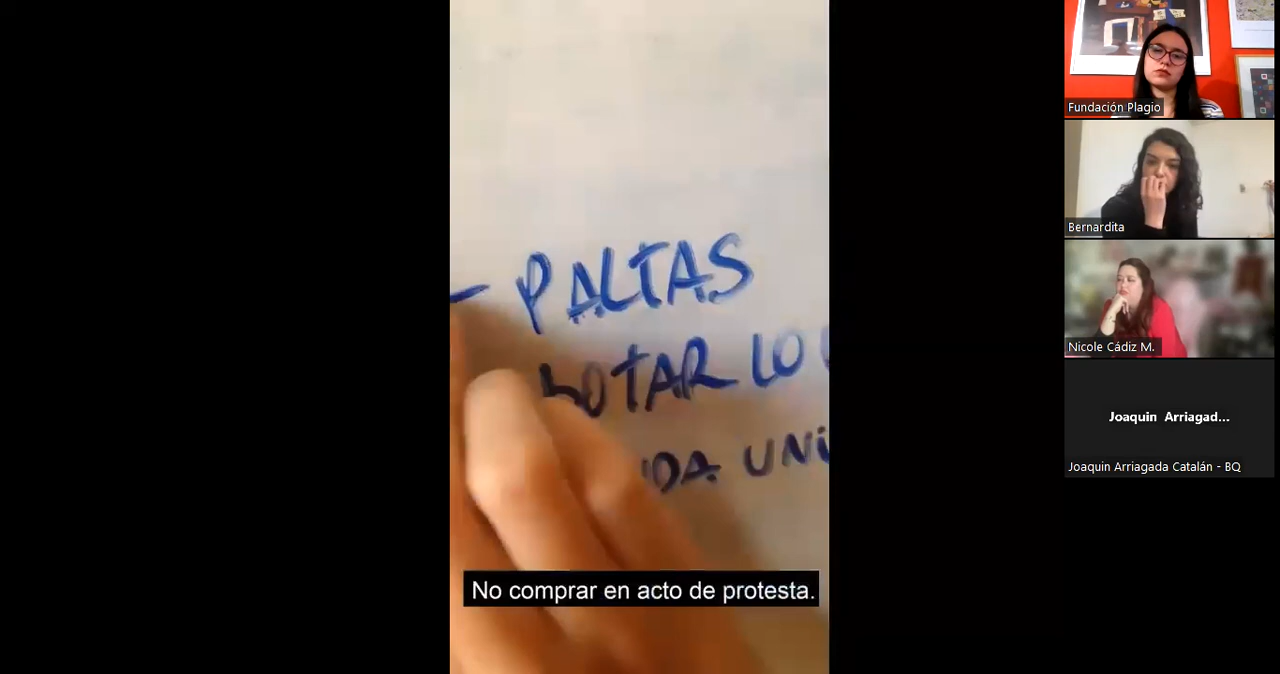 - PALTAS
BOTAR LO
UNI
No comprar en acto de protesta.
Fundación Plagio
Bernardita
Nicole Cádiz M.
Joaquin Arriagad...
Joaquin Arriagada Catalán - BQ